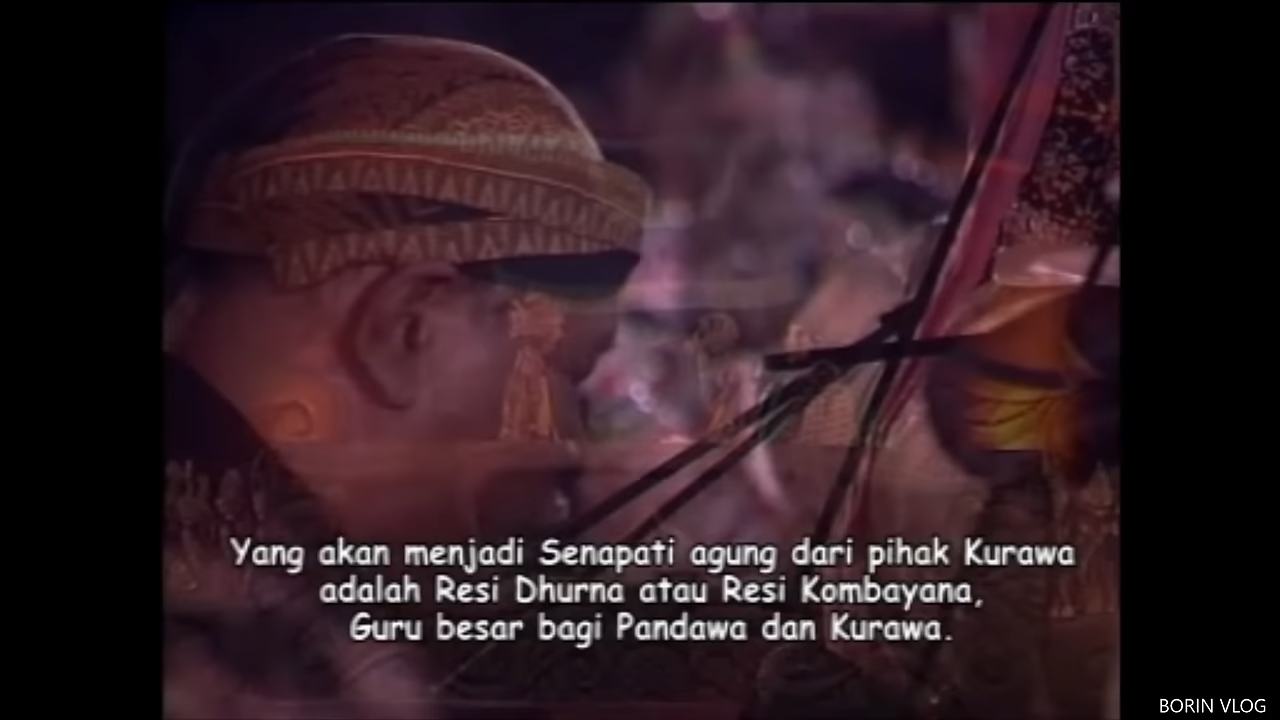 Yang akan menjadi Senapati agung dari pihak Kurawa
adalah Resi Dhurna atau Resi Kombayana,
Guru besar bagi Pandawa dan Kurawa.
BORIN VLOG